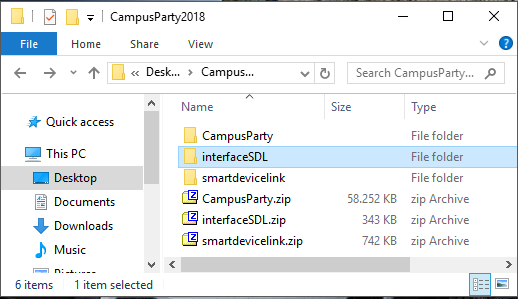 CampusParty2018
File Home Share View
« Desk... › Campus... Search CampusParty...
Name Size Type
Quick access
This PC
Desktop
Documents
Downloads
Music
Pictures
CampusParty File folder
interfaceSDL File folder
smartdevicelink File folder
CampusParty.zip 58.252 KB zip Archive
interfaceSDL.zip 343 KB zip Archive
smartdevicelink.zip 742 KB zip Archive
6 items 1 item selected